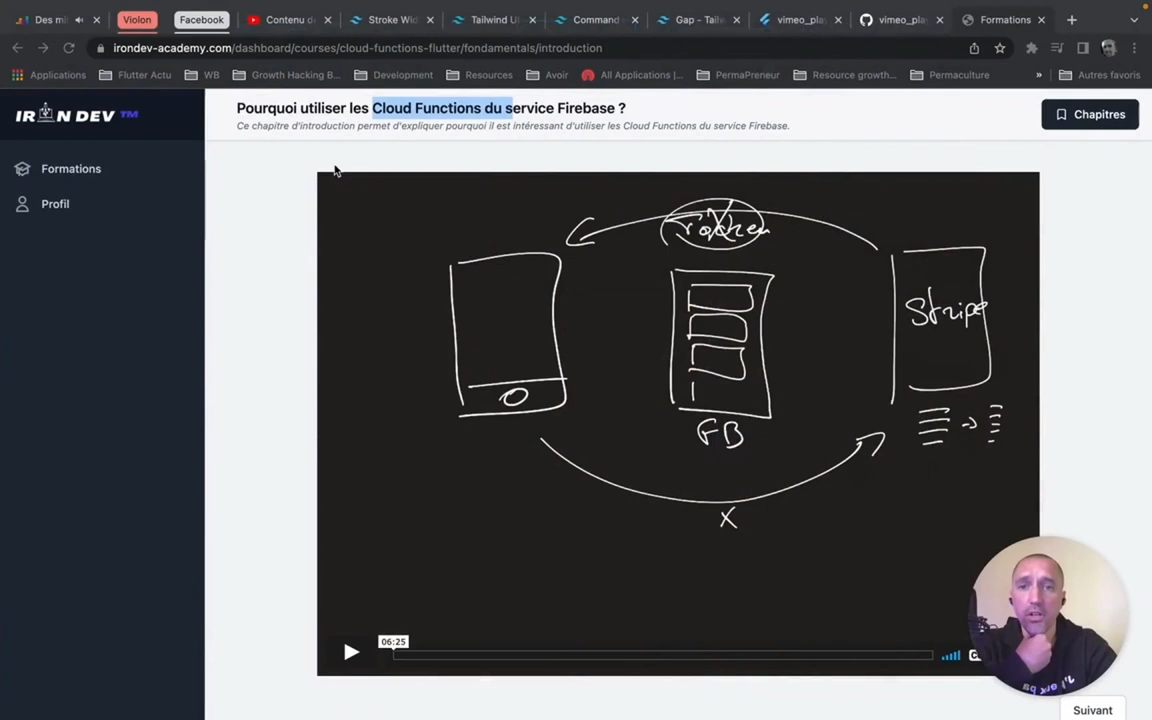 Des mi
Violon
Facebook
Contenu d
Stroke Wid
Tailwind UI
Command
Gap - Tail
vimeo_pla
vimeo_pla
Formations
irondev-academy.com/dashboard/courses/cloud-functions-flutter/fondamentals/introduction
Applications
Flutter Actu
WB
Growth Hacking B...
Development
Resources
Avoir
All Applications |...
PermaPreneur
Resource growth...
Permaculture
»
Autres favoris
IRON DEV ™
Pourquoi utiliser les Cloud Functions du service Firebase ?
Ce chapitre d'introduction permet d'expliquer pourquoi il est intéressant d'utiliser les Cloud Functions du service Firebase.
Chapitres
Formations
Profil
Stripe
FB
X
06:25
Suivant